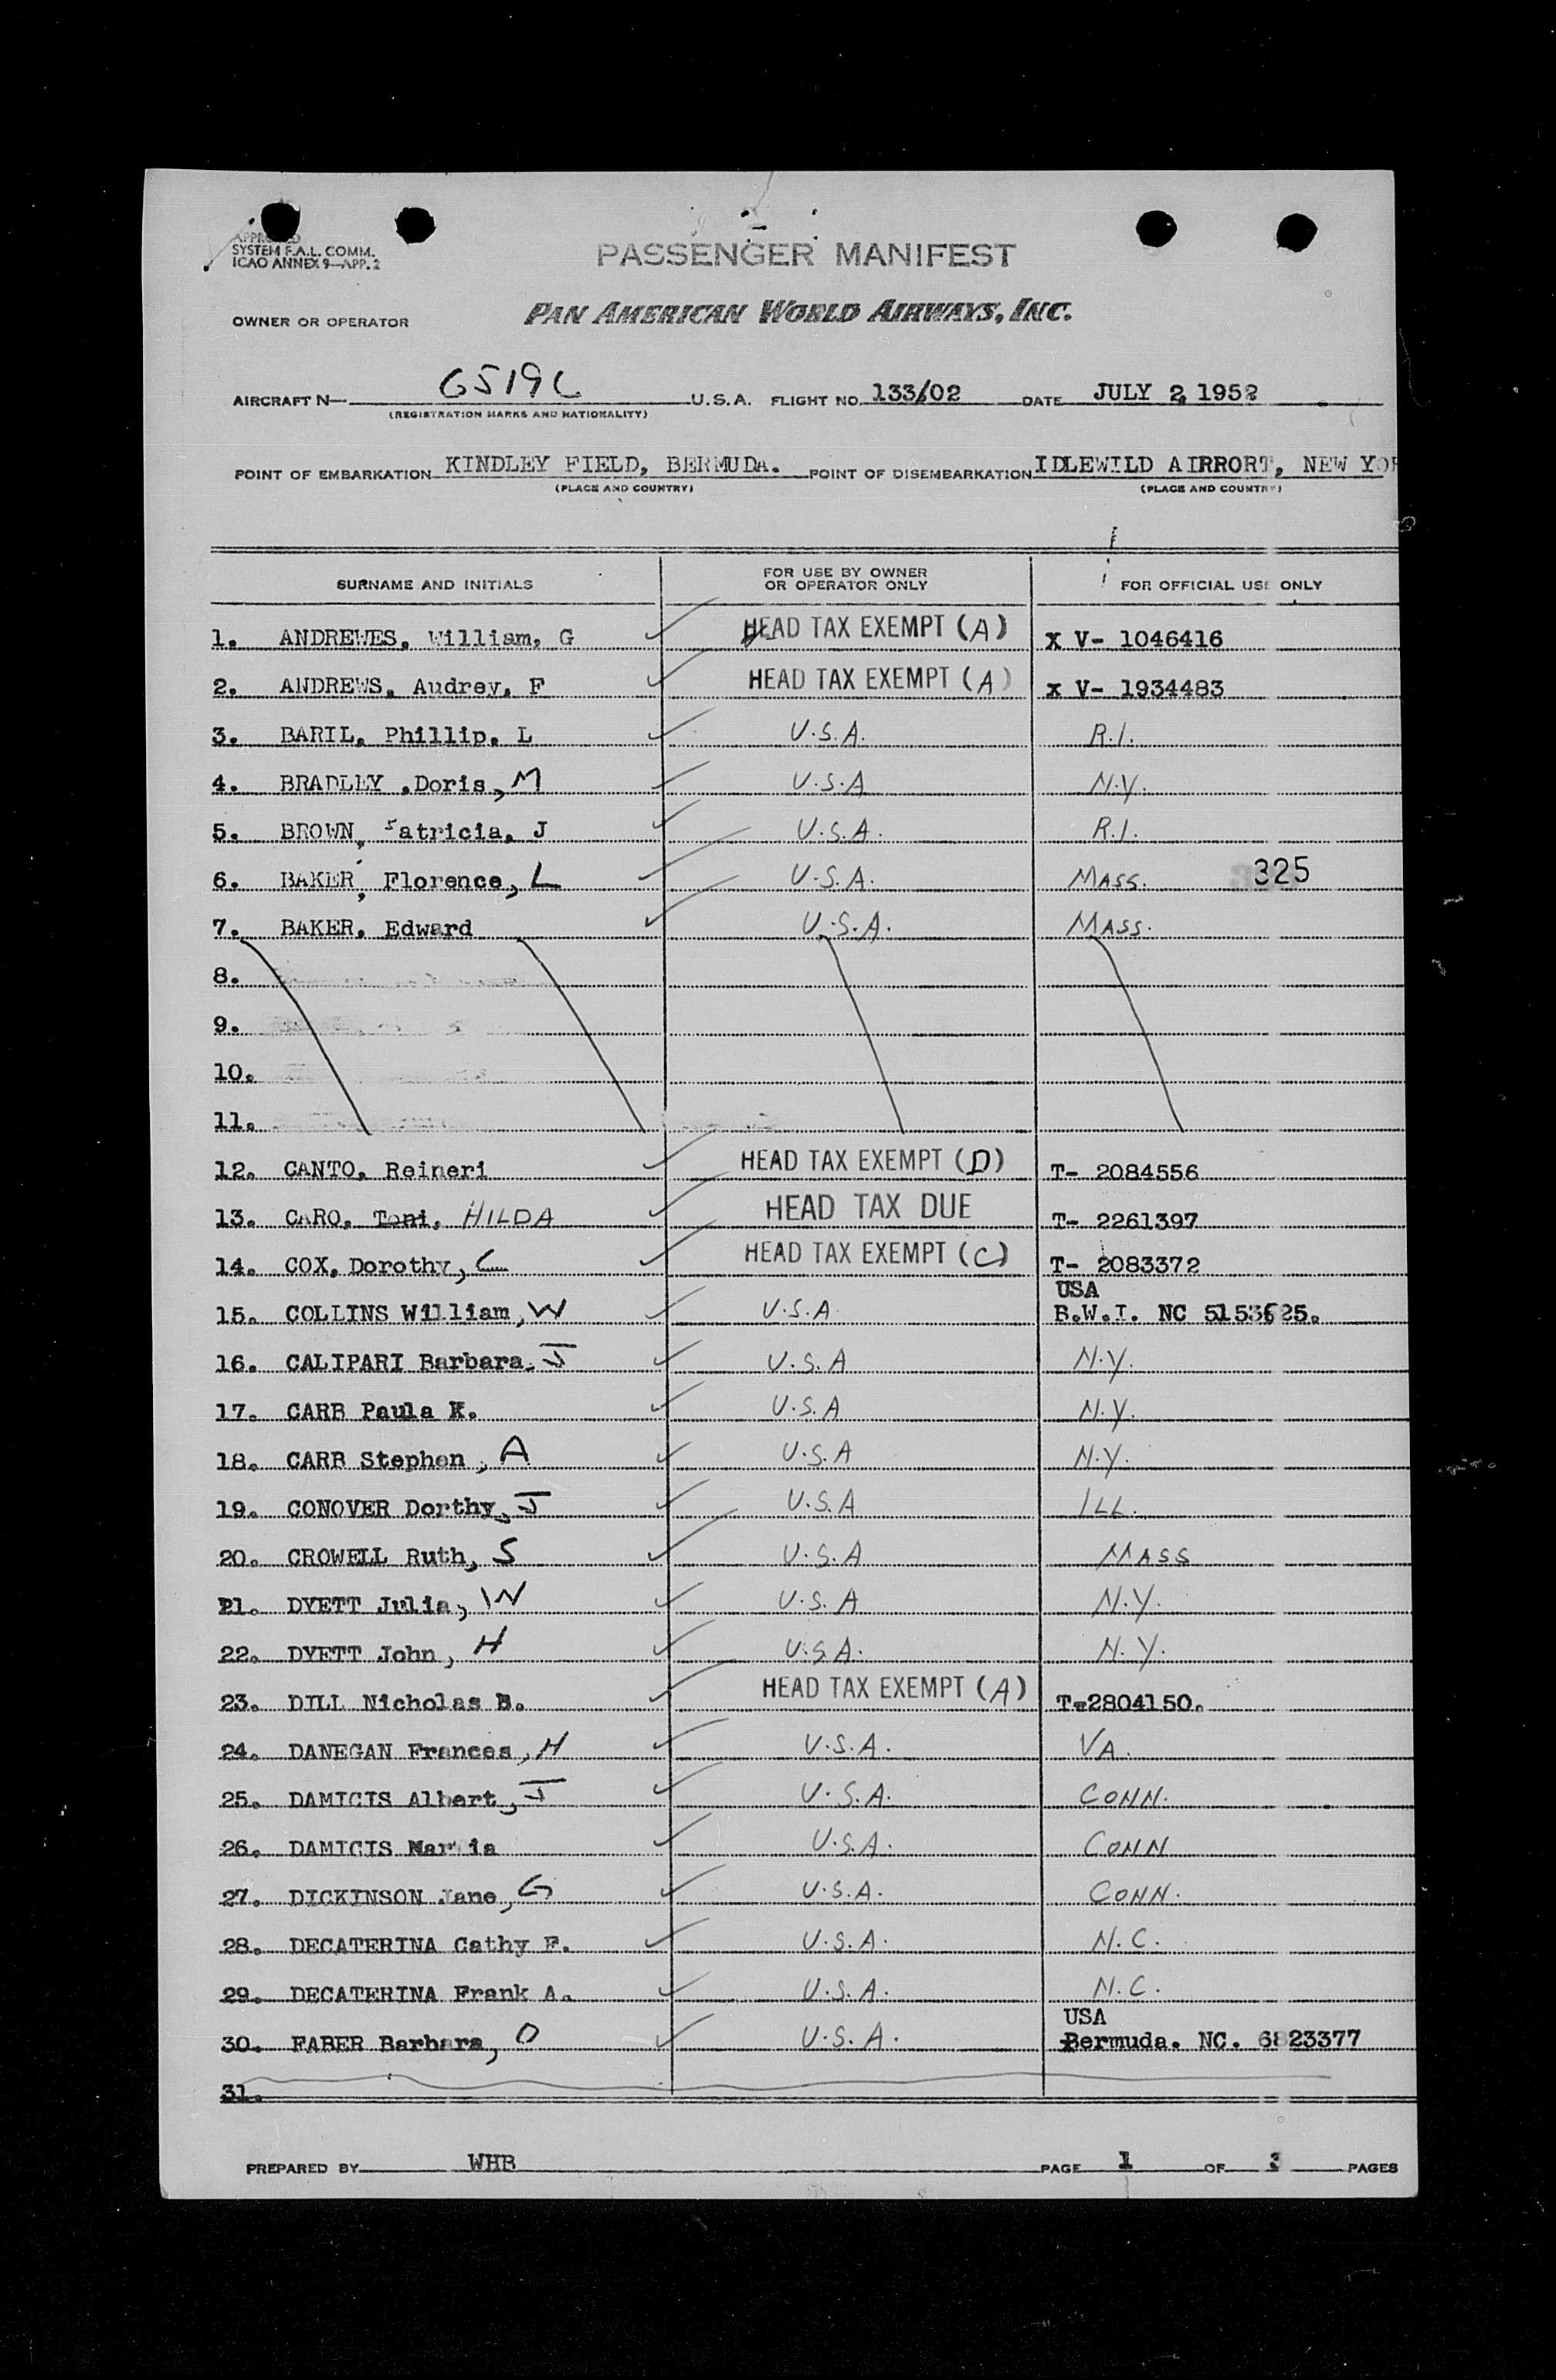 SYSTEM F.A.L. COMM.
ICAO ANNEX 9—APP. 2
PASSENGER MANIFEST
OWNER OR OPERATOR PAN AMERICAN WORLD AIRWAYS, INC.
AIRCRAFT N— 6519C U.S.A. FLIGHT NO. 133/02 DATE JULY 2, 1952
(REGISTRATION MARKS AND NATIONALITY)
POINT OF EMBARKATION KINDLEY FIELD, BERMUDA. POINT OF DISEMBARKATION IDLEWILD AIRRORT, NEW YOR
(PLACE AND COUNTRY) (PLACE AND COUNTRY)
SURNAME AND INITIALS FOR USE BY OWNER OR OPERATOR ONLY FOR OFFICIAL USE ONLY
1. ANDREWES, William, G HEAD TAX EXEMPT (A) x V- 1046416
2. ANDREWS, Audrey, F HEAD TAX EXEMPT (A) x V- 1934483
3. BARIL, Phillip, L U.S.A. R.I.
4. BRADLEY ,Doris, M U.S.A N.Y.
5. BROWN, Patricia, J U.S.A. R.I.
6. BAKER, Florence, L U.S.A. MASS. 325
7. BAKER, Edward U.S.A. MASS.
8.
9.
10.
11.
12. CANTO, Reineri HEAD TAX EXEMPT (D) T- 2084556
13. CARO, Toni, HILDA HEAD TAX DUE T- 2261397
14. COX, Dorothy, C HEAD TAX EXEMPT (C) T- 2083372
USA
15. COLLINS William, W U.S.A B.W.I. NC 5153625.
16. CALIPARI Barbara. J U.S.A N.Y.
17. CARB Paula K. U.S.A N.Y.
18. CARB Stephen, A U.S.A N.Y.
19. CONOVER Dorthy, J U.S.A ILL.
20. CROWELL Ruth, S U.S.A MASS
21. DYETT Julia, W U.S.A N.Y.
22. DYETT John, H U.S.A. N.Y.
23. DILL Nicholas B. HEAD TAX EXEMPT (A) T-2804150.
24. DANEGAN Frances, H U.S.A. VA.
25. DAMICIS Albert, J U.S.A. CONN.
26. DAMICIS U.S.A. CONN
27. DICKINSON Jane, G U.S.A. CONN.
28. DECATERINA Cathy F. U.S.A. N.C.
29. DECATERINA Frank A. U.S.A. N.C.
USA
30. FABER Barbara, O U.S.A. Bermuda. NC. 6823377
31.
PREPARED BY WHB PAGE 1 OF PAGES